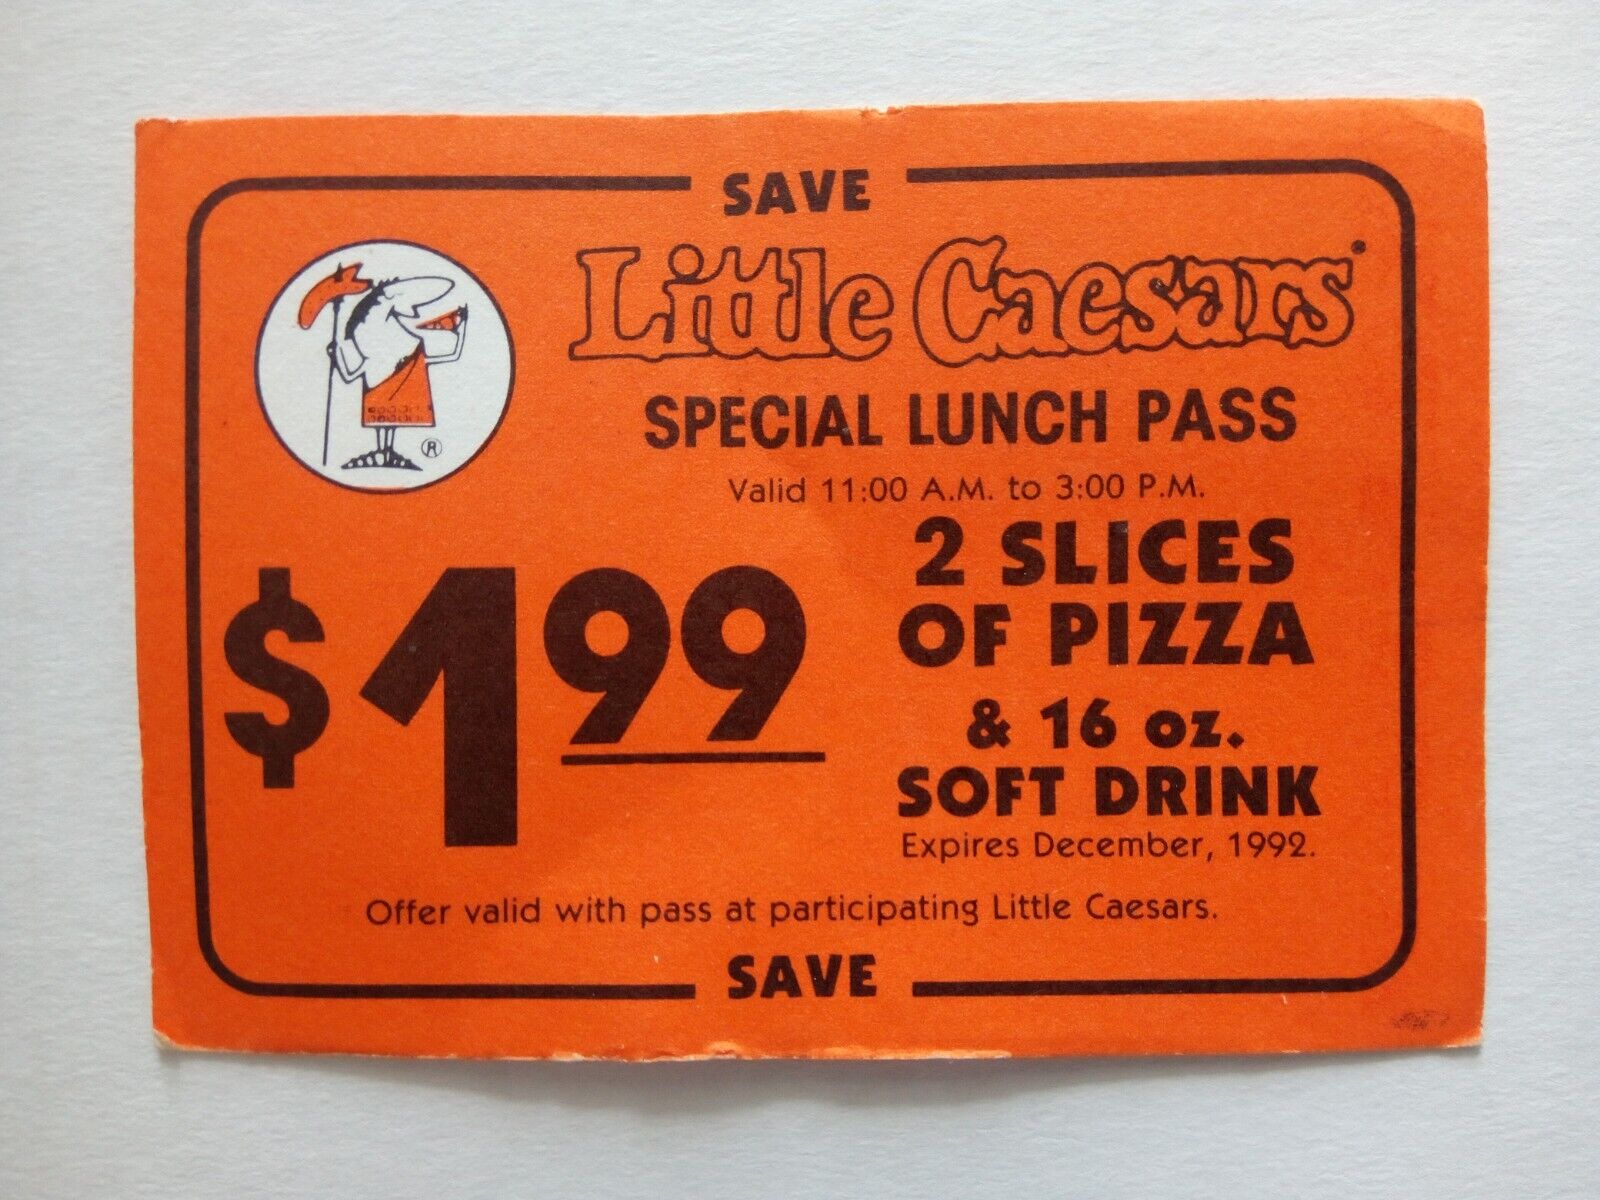 SAVE
Little Caesars®
SPECIAL LUNCH PASS
Valid 11:00 A.M. to 3:00 P.M.
$1.99
2 SLICES
OF PIZZA
& 16 oz.
SOFT DRINK
Expires December, 1992.
Offer valid with pass at participating Little Caesars.
SAVE
®